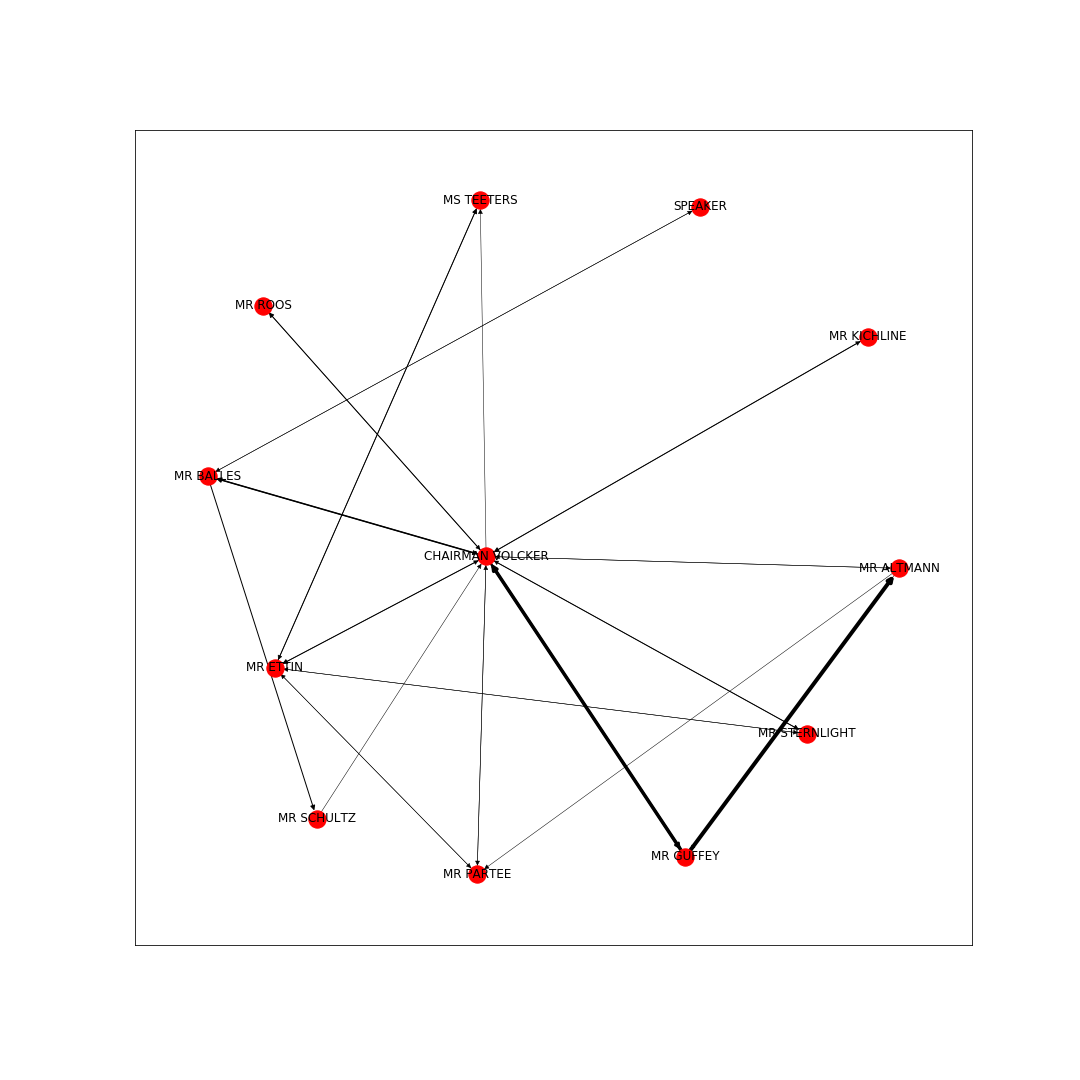 MS TEETERS
SPEAKER
MR ROOS
MR KICHLINE
MR BALLES
CHAIRMAN VOLCKER
MR ALTMANN
MR ETTIN
MR STERNLIGHT
MR SCHULTZ
MR GUFFEY
MR PARTEE